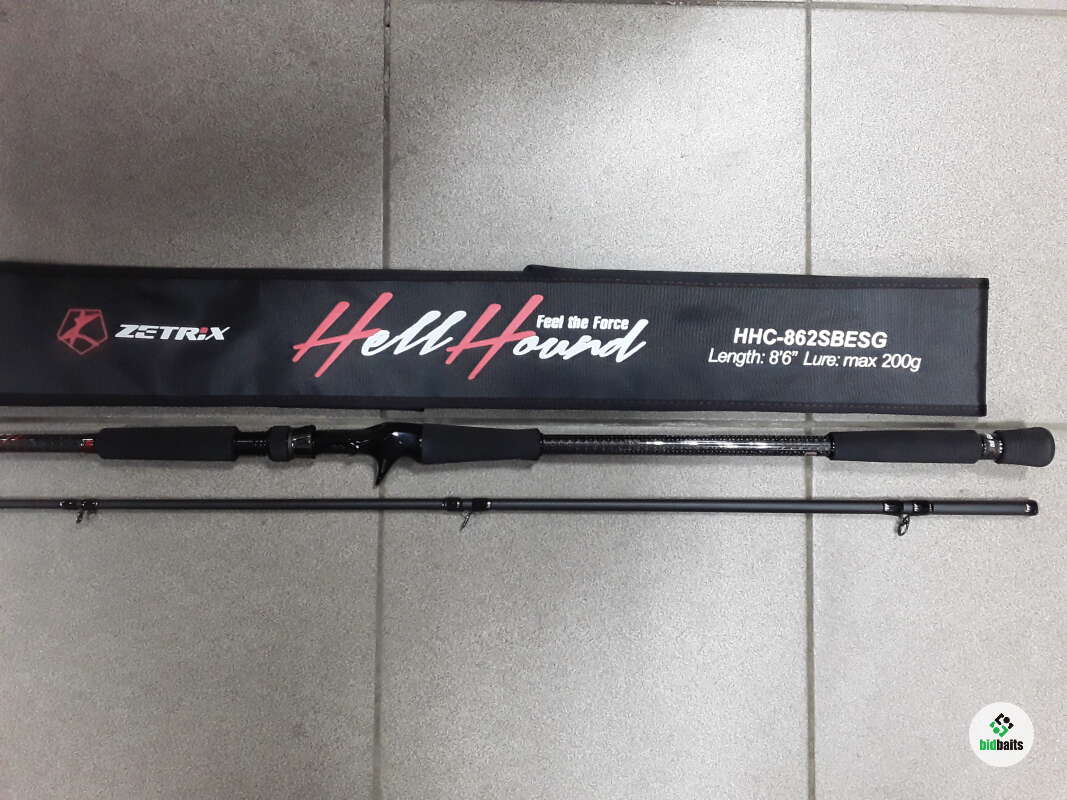 ZETRIX
Hell Hound
Feel the Force
HHC-862SBESG
Length: 8'6" Lure: max 200g
bidbaits